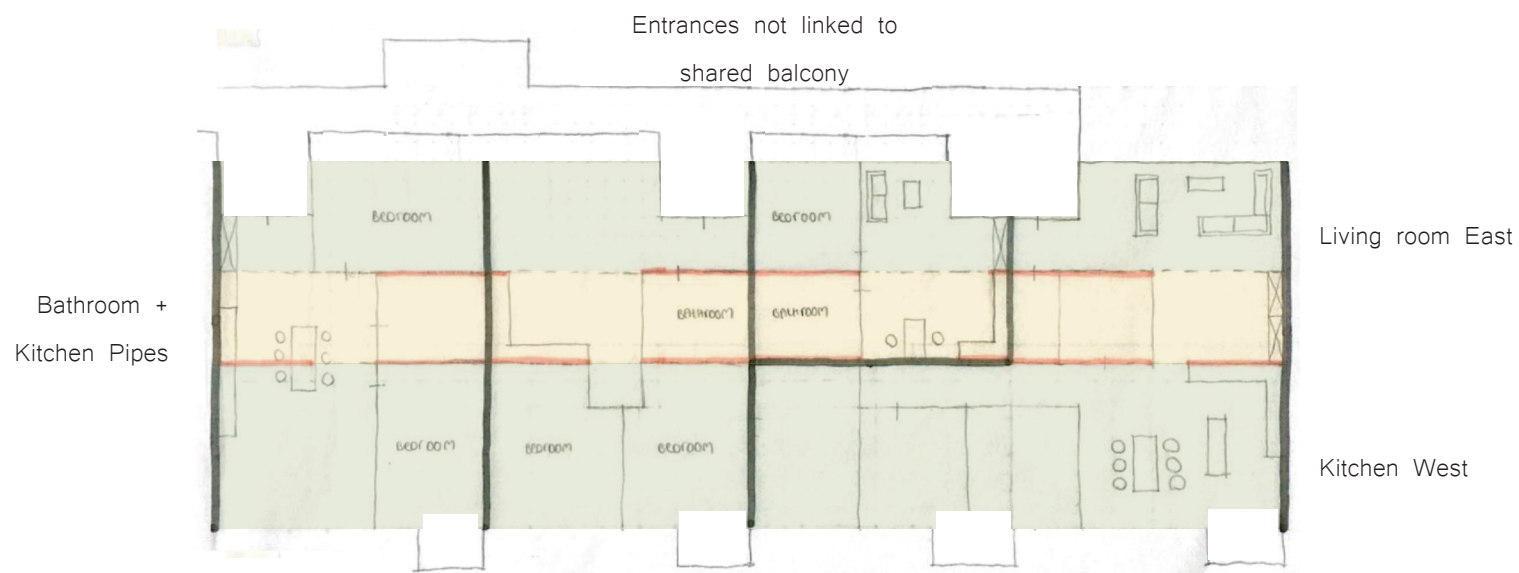 Entrances not linked to
shared balcony
BEDROOM
BEDROOM
Living room East
Bathroom +
Kitchen Pipes
BATHROOM
BATHROOM
BEDROOM
BEDROOM
BEDROOM
Kitchen West